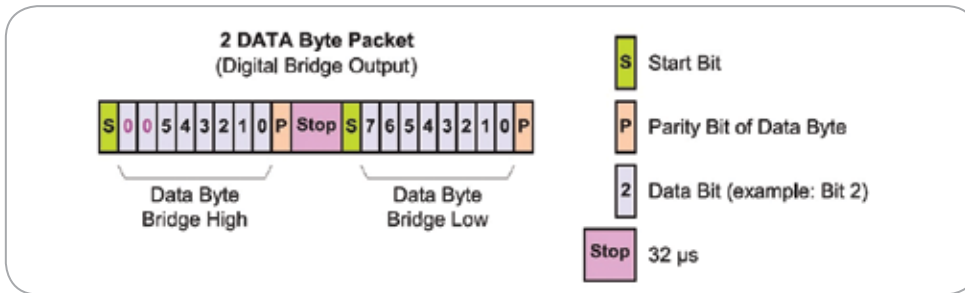 2 DATA Byte Packet
(Digital Bridge Output)
S 0 0 5 4 3 2 1 0 P Stop S 7 6 5 4 3 2 1 0 P
Data Byte
Bridge High
Data Byte
Bridge Low
S Start Bit
P Parity Bit of Data Byte
2 Data Bit (example: Bit 2)
Stop 32 µs